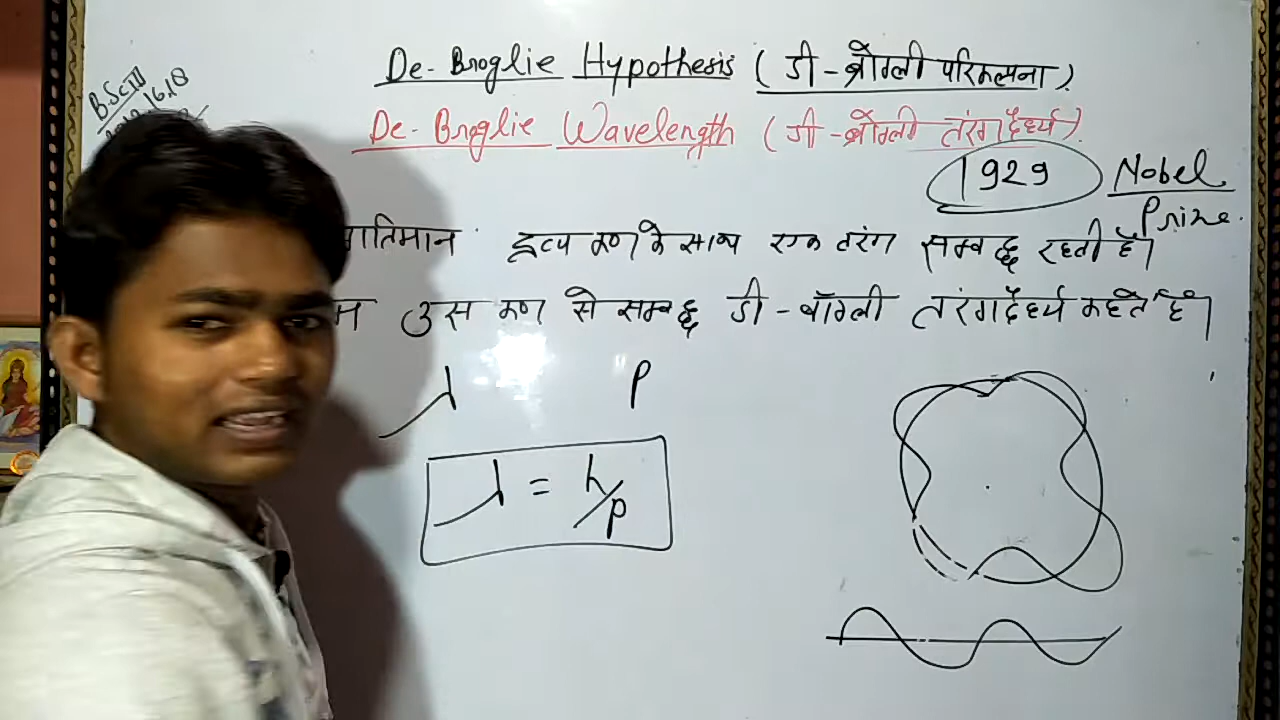 De-Broglie Hypothesis (डी-ब्रोग्ली परिकल्पना).
B.Sc III
De-Broglie Wavelength (डी-ब्रोग्ली तरंगदैर्ध्य).
1929 Nobel Prize.
द्रव्य कण के साथ एक तरंग सम्बद्ध रहती है।
उस कण से सम्बद्ध डी-बॉग्ली तरंगदैर्ध्य कहते है।
λ p
λ = h/p